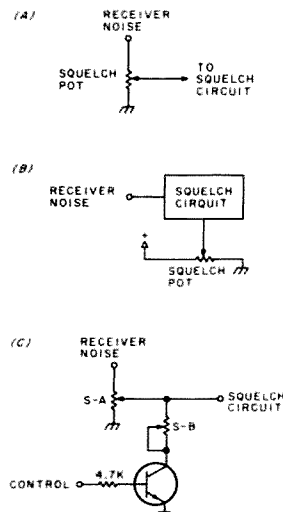 (A)
RECEIVER
NOISE
SQUELCH
POT
TO
SQUELCH
CIRCUIT
(B)
RECEIVER
NOISE
SQUELCH
CIRQUIT
+
SQUELCH
POT
(C)
RECEIVER
NOISE
S-A
SQUELCH
CIRCUIT
S-B
4.7K
CONTROL